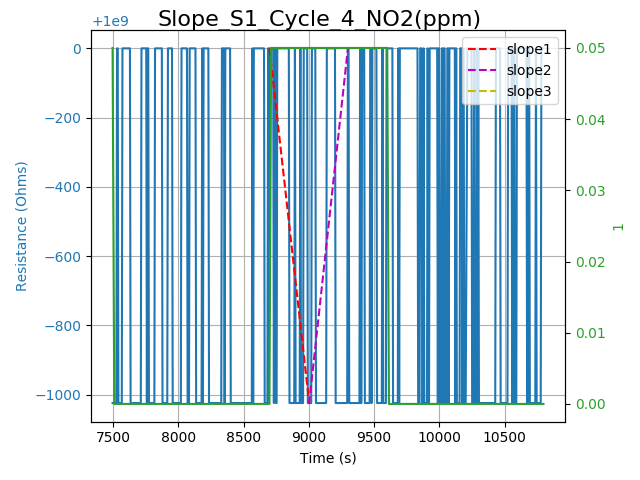 Slope_S1_Cycle_4_NO2(ppm)
+1e9
slope1
slope2
slope3
0
−200
−400
−600
−800
−1000
Resistance (Ohms)
0.05
0.04
0.03
0.02
0.01
0.00
1
7500 8000 8500 9000 9500 10000 10500
Time (s)